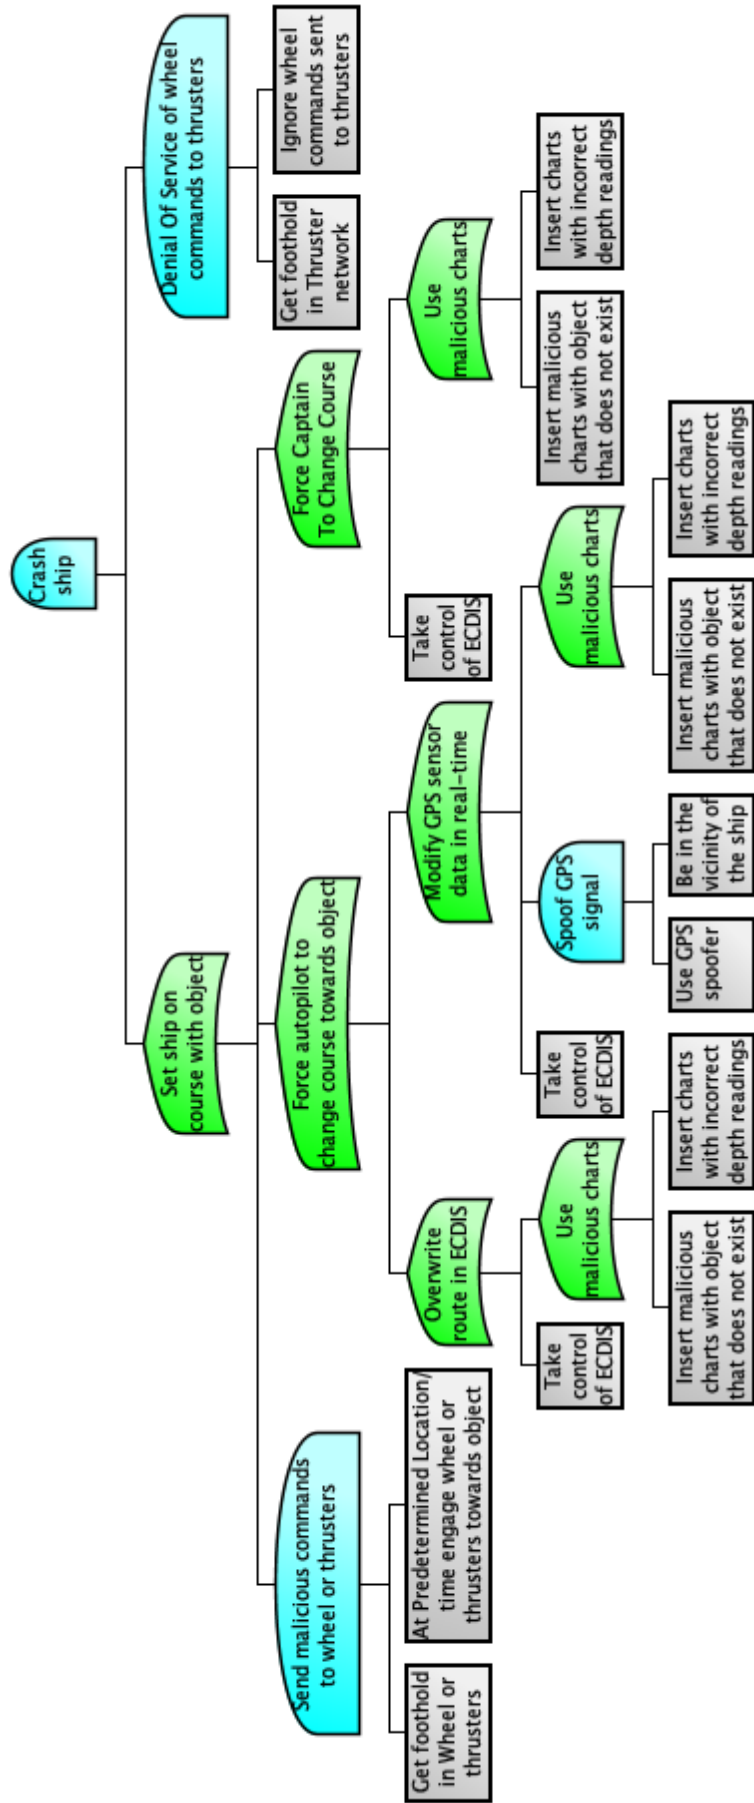 Crash
ship
Set ship on
course with object
Denial Of Service of wheel
commands to thrusters
Send malicious commands
to wheel or thrusters
Force autopilot to
change course towards object
Force Captain
To Change Course
Get foothold
in Thruster
network
Ignore wheel
commands sent
to thrusters
Get foothold
in Wheel or
thrusters
At Predetermined Location/
time engage wheel or
thrusters towards object
Overwrite
route in ECDIS
Modify GPS sensor
data in real-time
Take
control
of ECDIS
Use
malicious charts
Take
control
of ECDIS
Use
malicious charts
Take
control
of ECDIS
Spoof GPS
signal
Use
malicious charts
Insert malicious
charts with object
that does not exist
Insert charts
with incorrect
depth readings
Insert malicious
charts with object
that does not exist
Insert charts
with incorrect
depth readings
Use GPS
spoofer
Be in the
vicinity of
the ship
Insert malicious
charts with object
that does not exist
Insert charts
with incorrect
depth readings